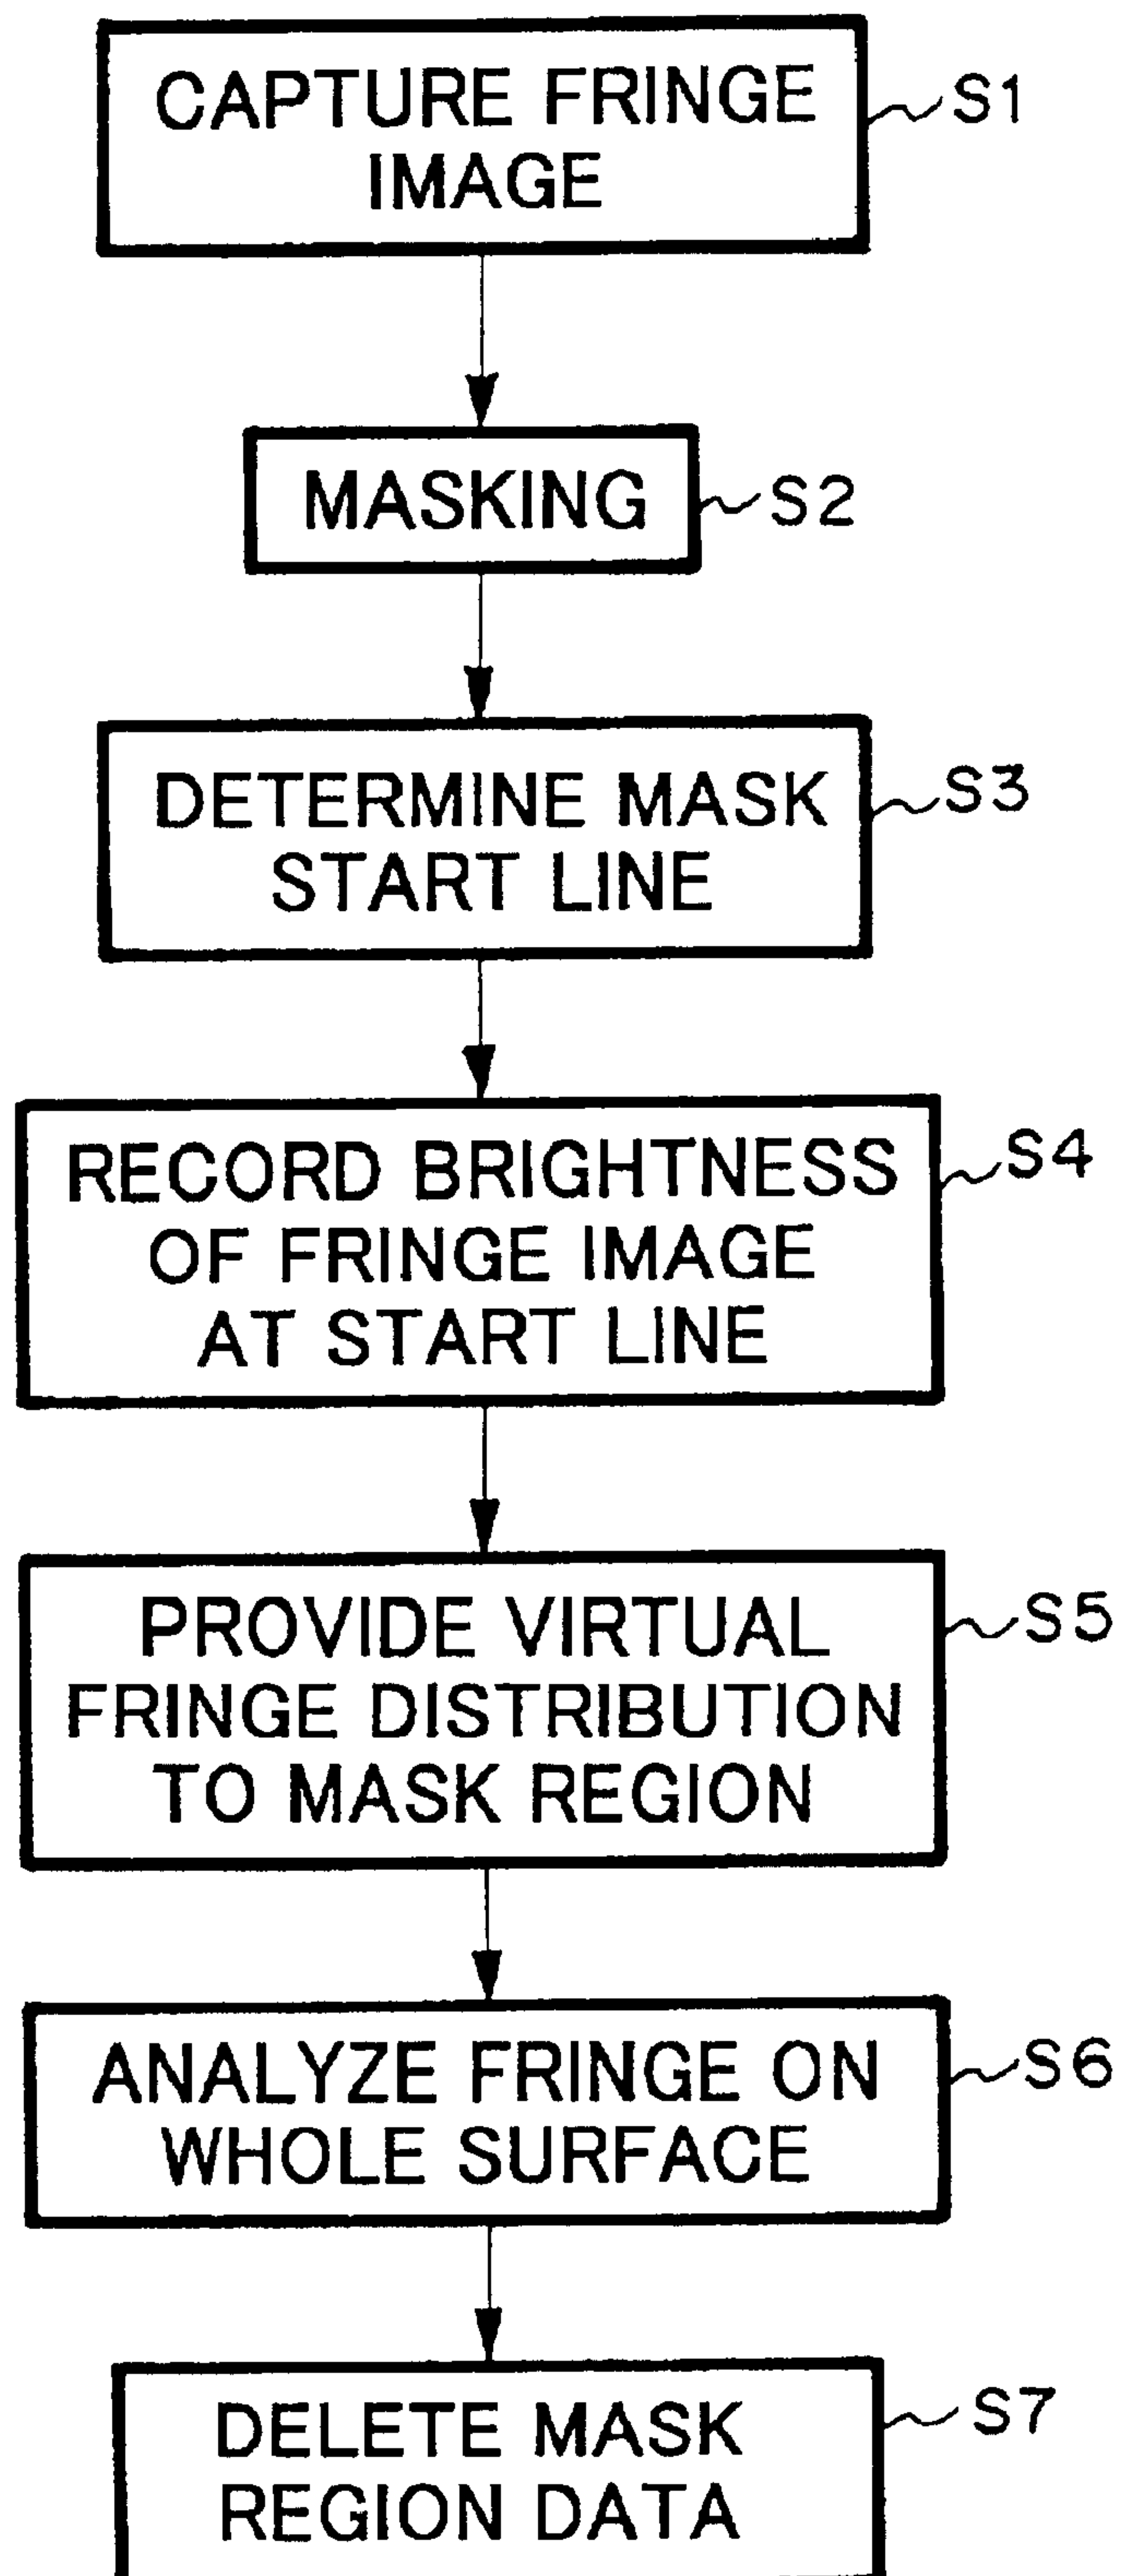 CAPTURE FRINGE
IMAGE
S1
MASKING
S2
DETERMINE MASK
START LINE
S3
RECORD BRIGHTNESS
OF FRINGE IMAGE
AT START LINE
S4
PROVIDE VIRTUAL
FRINGE DISTRIBUTION
TO MASK REGION
S5
ANALYZE FRINGE ON
WHOLE SURFACE
S6
DELETE MASK
REGION DATA
S7